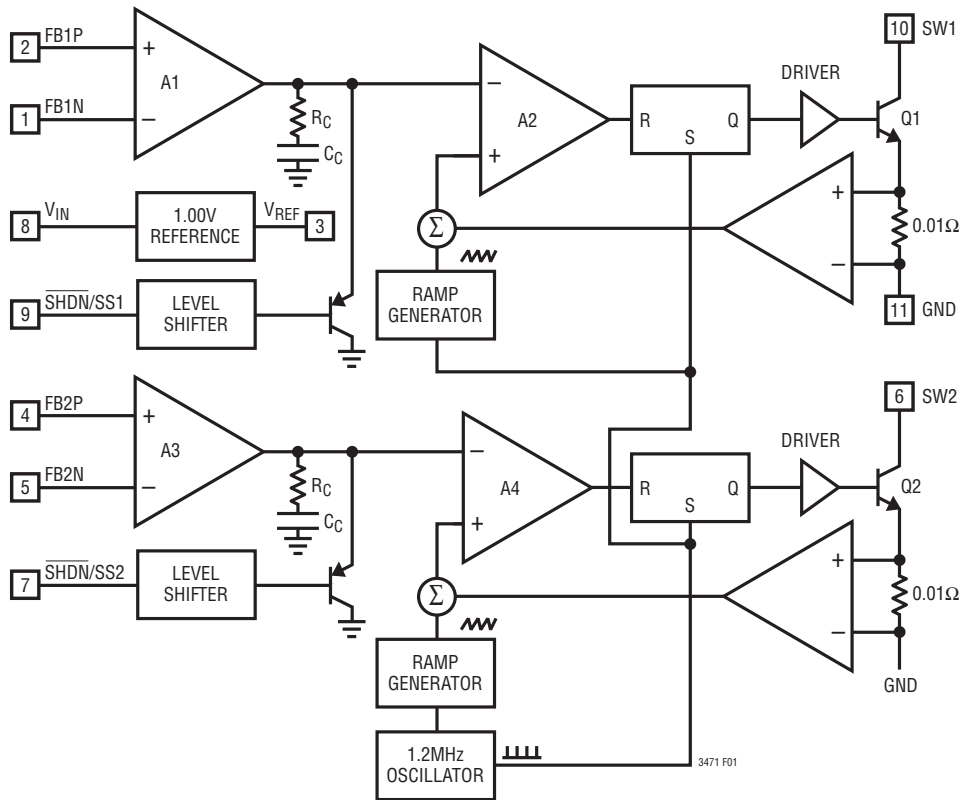 10 SW1
2 FB1P
+
A1
1 FB1N
−
RC
CC
−
A2
+
R Q
S
DRIVER
Q1
+
0.01Ω
−
11 GND
8 VIN
1.00V
REFERENCE
VREF 3
Σ
RAMP
GENERATOR
9 SHDN/SS1
LEVEL
SHIFTER
4 FB2P
+
A3
5 FB2N
−
RC
CC
−
A4
+
R Q
S
DRIVER
6 SW2
Q2
+
0.01Ω
−
GND
7 SHDN/SS2
LEVEL
SHIFTER
Σ
RAMP
GENERATOR
1.2MHz
OSCILLATOR
3471 F01